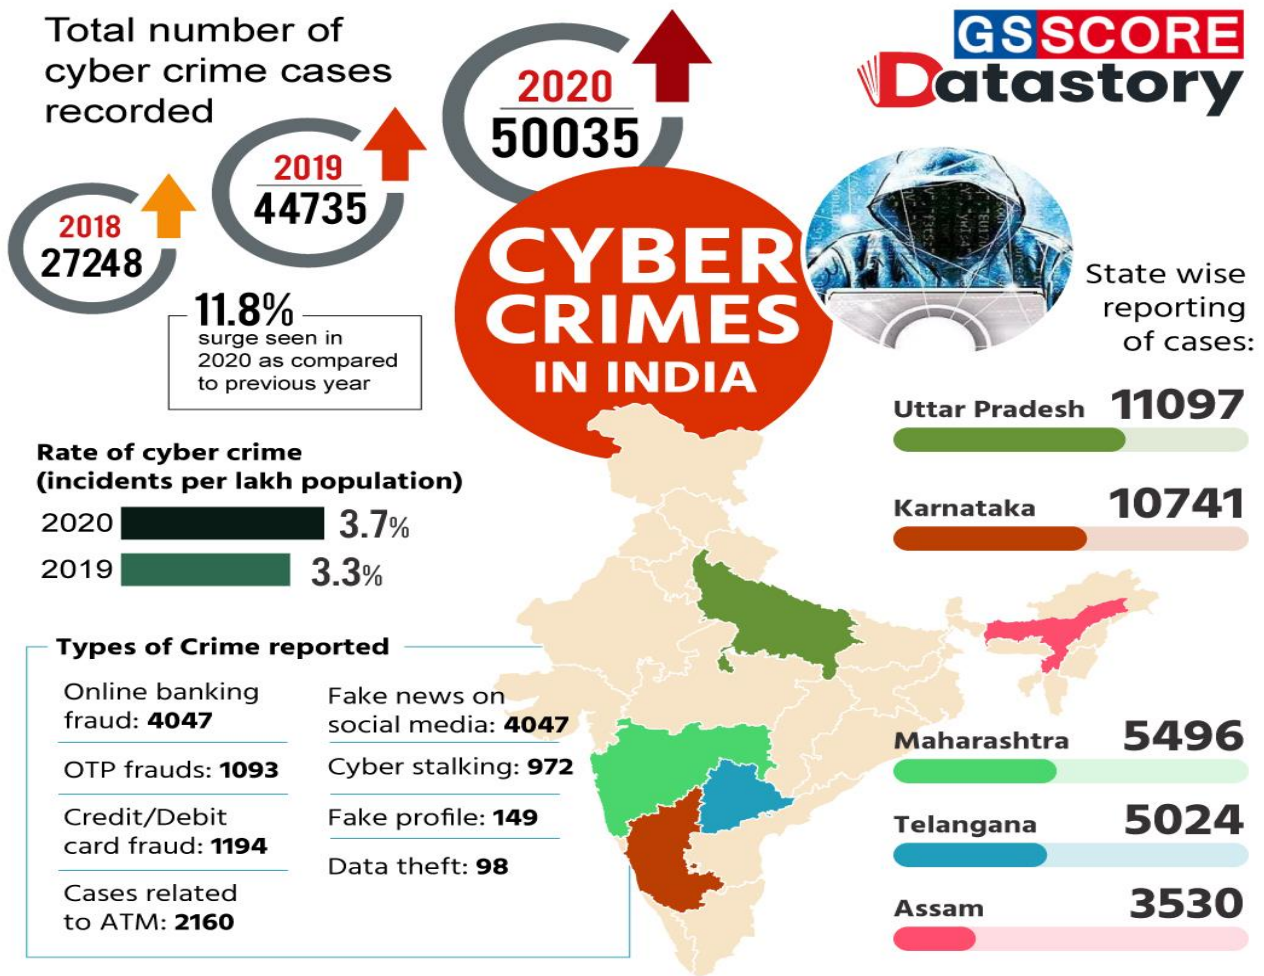 Total number of
cyber crime cases
recorded
2018
27248
2019
44735
2020
50035
GSSCORE
Datastory
11.8%
surge seen in
2020 as compared
to previous year
CYBER
CRIMES
IN INDIA
Rate of cyber crime
(incidents per lakh population)
2020 3.7%
2019 3.3%
Types of Crime reported
Online banking
fraud: 4047
OTP frauds: 1093
Credit/Debit
card fraud: 1194
Cases related
to ATM: 2160
Fake news on
social media: 4047
Cyber stalking: 972
Fake profile: 149
Data theft: 98
State wise
reporting
of cases:
Uttar Pradesh 11097
Karnataka 10741
Maharashtra 5496
Telangana 5024
Assam 3530